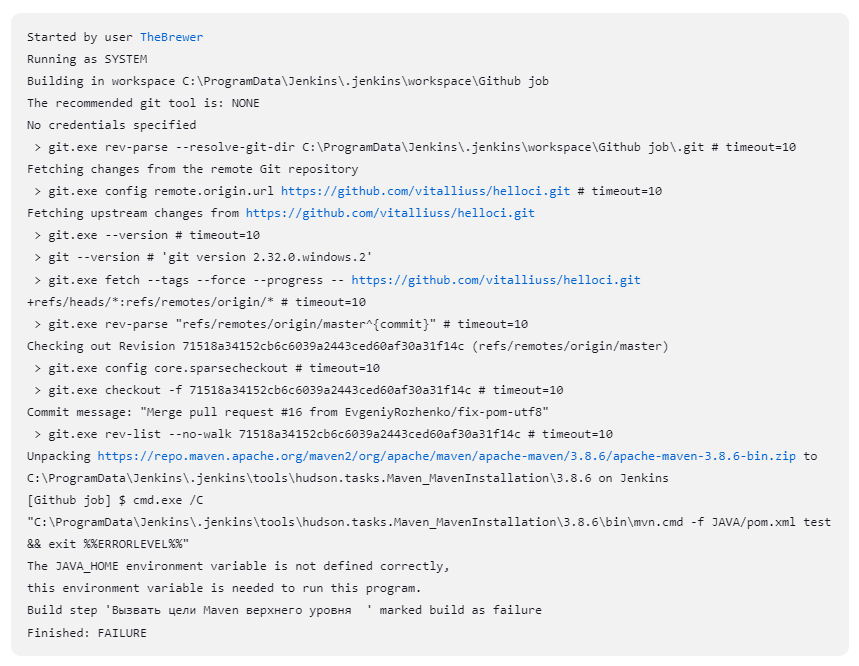 Started by user TheBrewer
Running as SYSTEM
Building in workspace C:\ProgramData\Jenkins\.jenkins\workspace\Github job
The recommended git tool is: NONE
No credentials specified
 > git.exe rev-parse --resolve-git-dir C:\ProgramData\Jenkins\.jenkins\workspace\Github job\.git # timeout=10
Fetching changes from the remote Git repository
 > git.exe config remote.origin.url https://github.com/vitalliuss/helloci.git # timeout=10
Fetching upstream changes from https://github.com/vitalliuss/helloci.git
 > git.exe --version # timeout=10
 > git --version # 'git version 2.32.0.windows.2'
 > git.exe fetch --tags --force --progress -- https://github.com/vitalliuss/helloci.git
+refs/heads/*:refs/remotes/origin/* # timeout=10
 > git.exe rev-parse "refs/remotes/origin/master^{commit}" # timeout=10
Checking out Revision 71518a34152cb6c6039a2443ced60af30a31f14c (refs/remotes/origin/master)
 > git.exe config core.sparsecheckout # timeout=10
 > git.exe checkout -f 71518a34152cb6c6039a2443ced60af30a31f14c # timeout=10
Commit message: "Merge pull request #16 from EvgeniyRozhenko/fix-pom-utf8"
 > git.exe rev-list --no-walk 71518a34152cb6c6039a2443ced60af30a31f14c # timeout=10
Unpacking https://repo.maven.apache.org/maven2/org/apache/maven/apache-maven/3.8.6/apache-maven-3.8.6-bin.zip to
C:\ProgramData\Jenkins\.jenkins\tools\hudson.tasks.Maven_MavenInstallation\3.8.6 on Jenkins
[Github job] $ cmd.exe /C
"C:\ProgramData\Jenkins\.jenkins\tools\hudson.tasks.Maven_MavenInstallation\3.8.6\bin\mvn.cmd -f JAVA/pom.xml test
&& exit %%ERRORLEVEL%%"
The JAVA_HOME environment variable is not defined correctly,
this environment variable is needed to run this program.
Build step 'Вызвать цели Maven верхнего уровня  ' marked build as failure
Finished: FAILURE